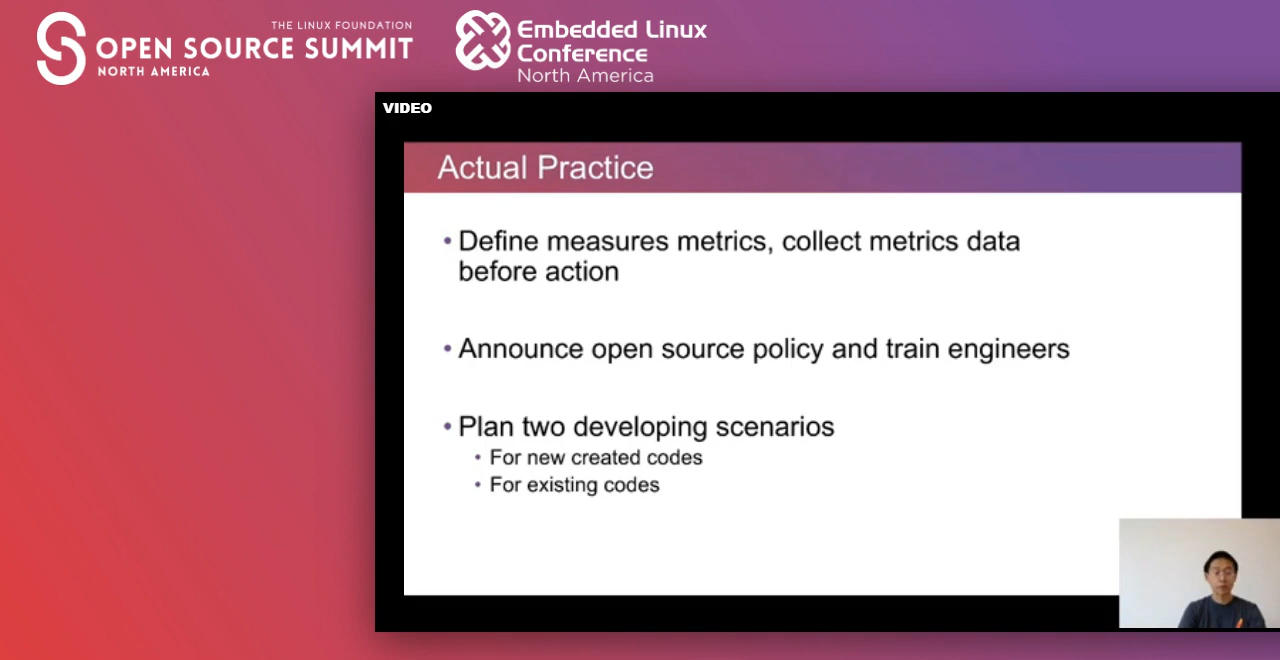 THE LINUX FOUNDATION
OPEN SOURCE SUMMIT
NORTH AMERICA
Embedded Linux
Conference
North America
VIDEO
Actual Practice
• Define measures metrics, collect metrics data
before action
• Announce open source policy and train engineers
• Plan two developing scenarios
• For new created codes
• For existing codes